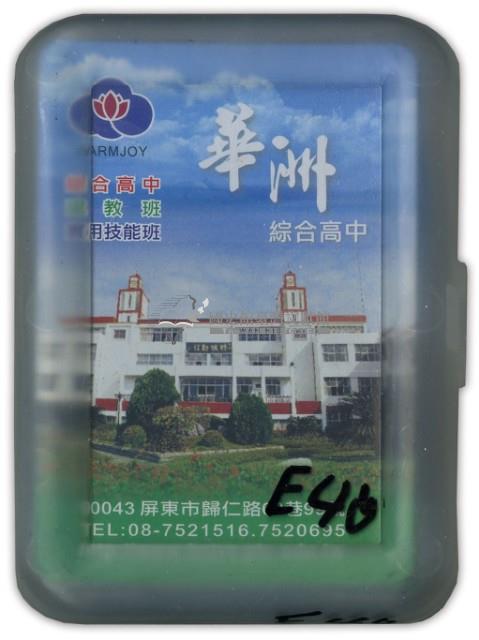 華洲
綜合高中
ARMJOY
合高中
教班
用技能班
0043 屏東市歸仁路
TEL:08-7521516.7520695
E40